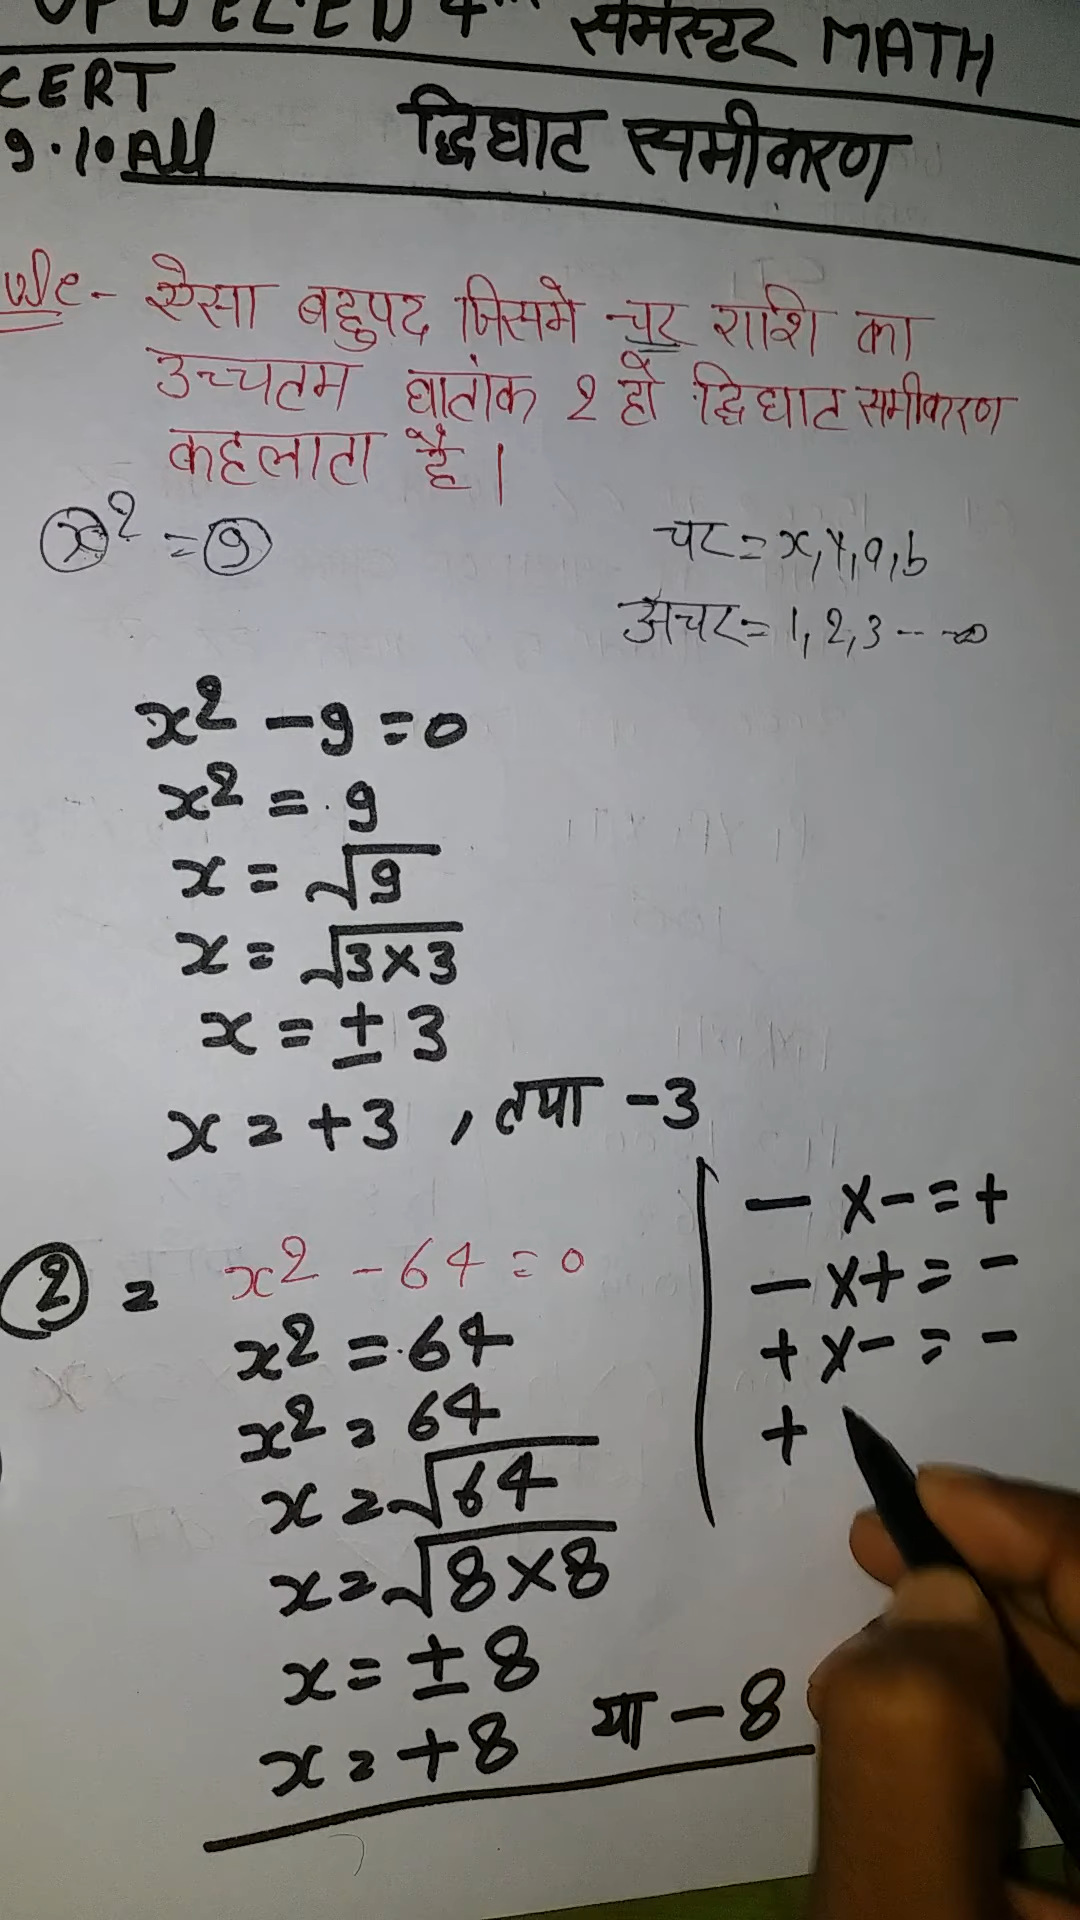 4th समेस्टर MATH
CERT
9.10 All द्विघात समीकरण
ऐसा बहुपद जिसमे चर राशि का
उच्चतम घातांक 2 हो द्विघात समीकरण
कहलाता है।
x² = 9
चर = x, y, a, b
अचर = 1, 2, 3 -- ∞
x² - 9 = 0
x² = 9
x = √9
x = √3×3
x = ± 3
x = +3 , तथा -3
② = x² - 64 = 0
x² = 64
x² = 64
x = √64
x = √8×8
x = ± 8
x = +8 या -8
- × - = +
- × + = -
+ × - = -
+